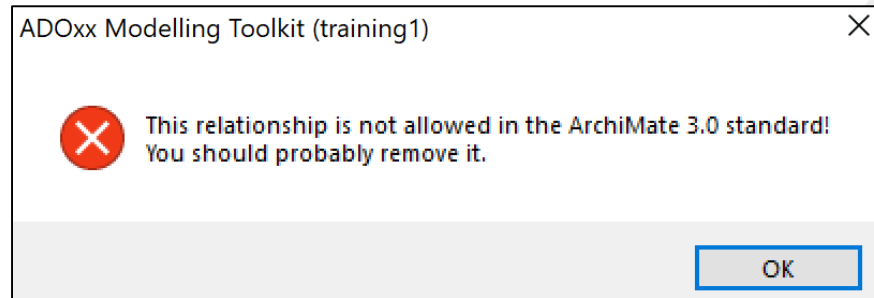 ADOxx Modelling Toolkit (training1)
This relationship is not allowed in the ArchiMate 3.0 standard!
You should probably remove it.
OK